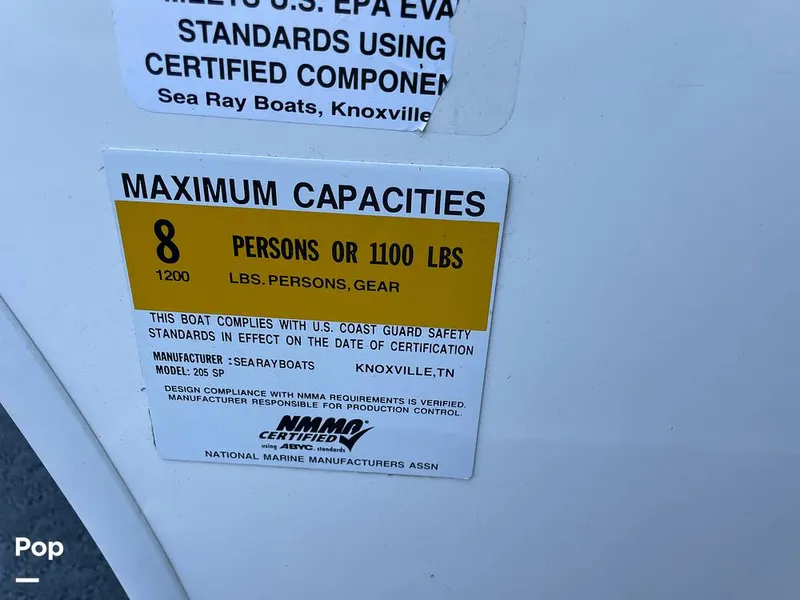 STANDARDS USING
CERTIFIED COMPONEN
Sea Ray Boats, Knoxville
MAXIMUM CAPACITIES
8 PERSONS OR 1100 LBS
1200 LBS. PERSONS, GEAR
THIS BOAT COMPLIES WITH U.S. COAST GUARD SAFETY
STANDARDS IN EFFECT ON THE DATE OF CERTIFICATION
MANUFACTURER : SEARAYBOATS KNOXVILLE,TN
MODEL: 205 SP
DESIGN COMPLIANCE WITH NMMA REQUIREMENTS IS VERIFIED.
MANUFACTURER RESPONSIBLE FOR PRODUCTION CONTROL.
NMMA
CERTIFIED
using ABYC. standards
NATIONAL MARINE MANUFACTURERS ASSN
Pop